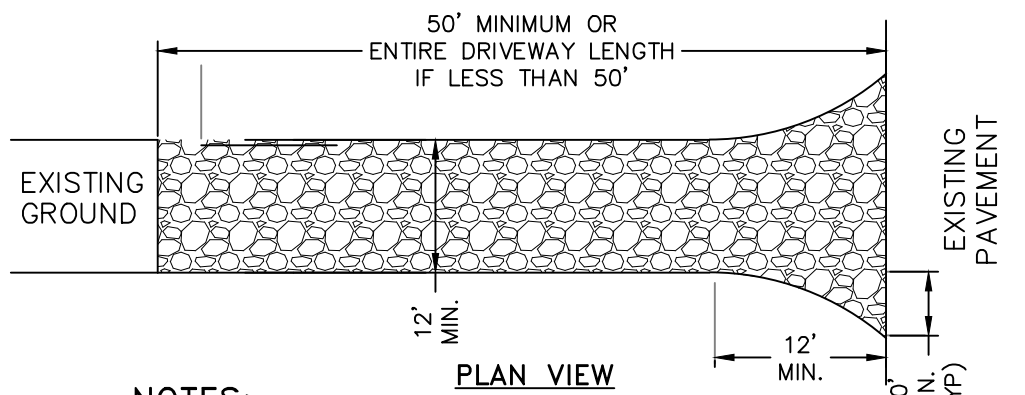 50' MINIMUM OR
ENTIRE DRIVEWAY LENGTH
IF LESS THAN 50'
EXISTING
GROUND
EXISTING
PAVEMENT
12'
MIN.
12'
MIN.
PLAN VIEW
NOTES: